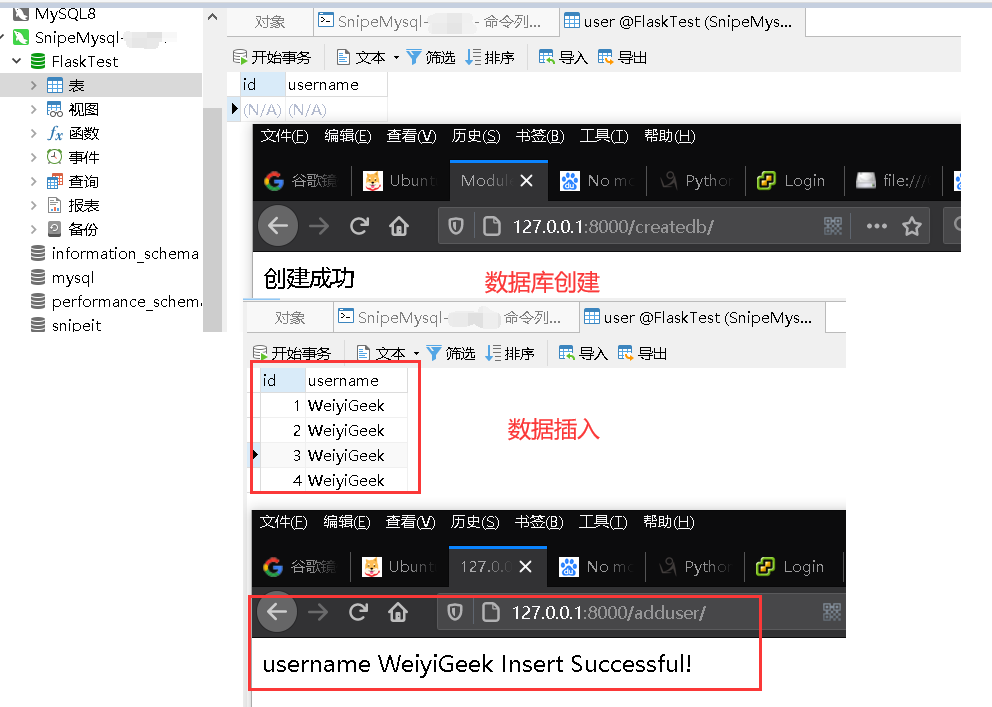 MySQL8
SnipeMysql-
FlaskTest
表
视图
函数
事件
查询
报表
备份
information_schema
mysql
performance_schema
snipeit
对象 SnipeMysql- - 命令列... user @FlaskTest (SnipeMys...
开始事务 文本 筛选 排序 导入 导出
id username
(N/A) (N/A)
文件(F) 编辑(E) 查看(V) 历史(S) 书签(B) 工具(T) 帮助(H)
谷歌镜 Ubunt Modul No mo Pytho Login file:///
127.0.0.1:8000/createdb/
创建成功
数据库创建
对象 SnipeMysql- 命令列... user @FlaskTest (SnipeMys...
开始事务 文本 筛选 排序 导入 导出
id username
1 WeiyiGeek
2 WeiyiGeek
3 WeiyiGeek
4 WeiyiGeek
数据插入
文件(F) 编辑(E) 查看(V) 历史(S) 书签(B) 工具(T) 帮助(H)
谷歌镜 Ubunt 127.0.0 No mo Pythor Login
127.0.0.1:8000/adduser/
username WeiyiGeek Insert Successful!